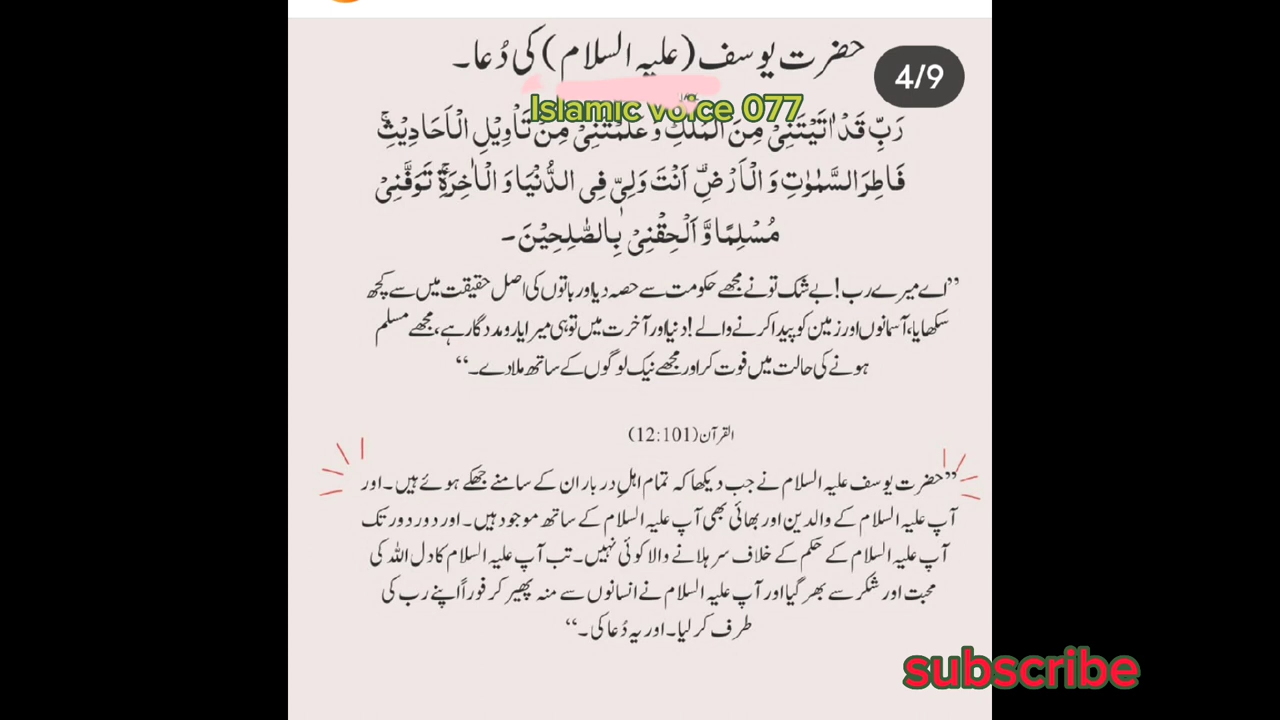 حضرت یوسف (علیہ السلام) کی دُعا۔
4/9
Islamic voice 077
رَبِّ قَدْ اٰتَیْتَنِیْ مِنَ الْمُلْكِ وَ عَلَّمْتَنِیْ مِنْ تَاْوِیْلِ الْاَحَادِیْثِۚ
فَاطِرَ السَّمٰوٰتِ وَ الْاَرْضِ۫ اَنْتَ وَلِیّٖ فِی الدُّنْیَا وَ الْاٰخِرَةِۚ تَوَفَّنِیْ
مُسْلِمًا وَّ اَلْحِقْنِیْ بِالصّٰلِحِیْنَ۔
”اے میرے رب! بے شک تو نے مجھے حکومت سے حصہ دیا اور باتوں کی اصل حقیقت میں سے کچھ
سکھایا، آسمانوں اور زمین کو پیدا کرنے والے! دنیا اور آخرت میں تو ہی میرا یار و مددگار ہے، مجھے مسلم
ہونے کی حالت میں فوت کر اور مجھے نیک لوگوں کے ساتھ ملا دے۔“
القرآن (12:101)
”حضرت یوسف علیہ السلام نے جب دیکھا کہ تمام اہلِ دربار ان کے سامنے جھکے ہوئے ہیں۔ اور
آپ علیہ السلام کے والدین اور بھائی بھی آپ علیہ السلام کے ساتھ موجود ہیں۔ اور دور دور تک
آپ علیہ السلام کے حکم کے خلاف سر ہلانے والا کوئی نہیں۔ تب آپ علیہ السلام کا دل اللہ کی
محبت اور شکر سے بھر گیا اور آپ علیہ السلام نے انسانوں سے منہ پھیر کر فوراً اپنے رب کی
طرف کر لیا۔ اور یہ دُعا کی۔“
subscribe